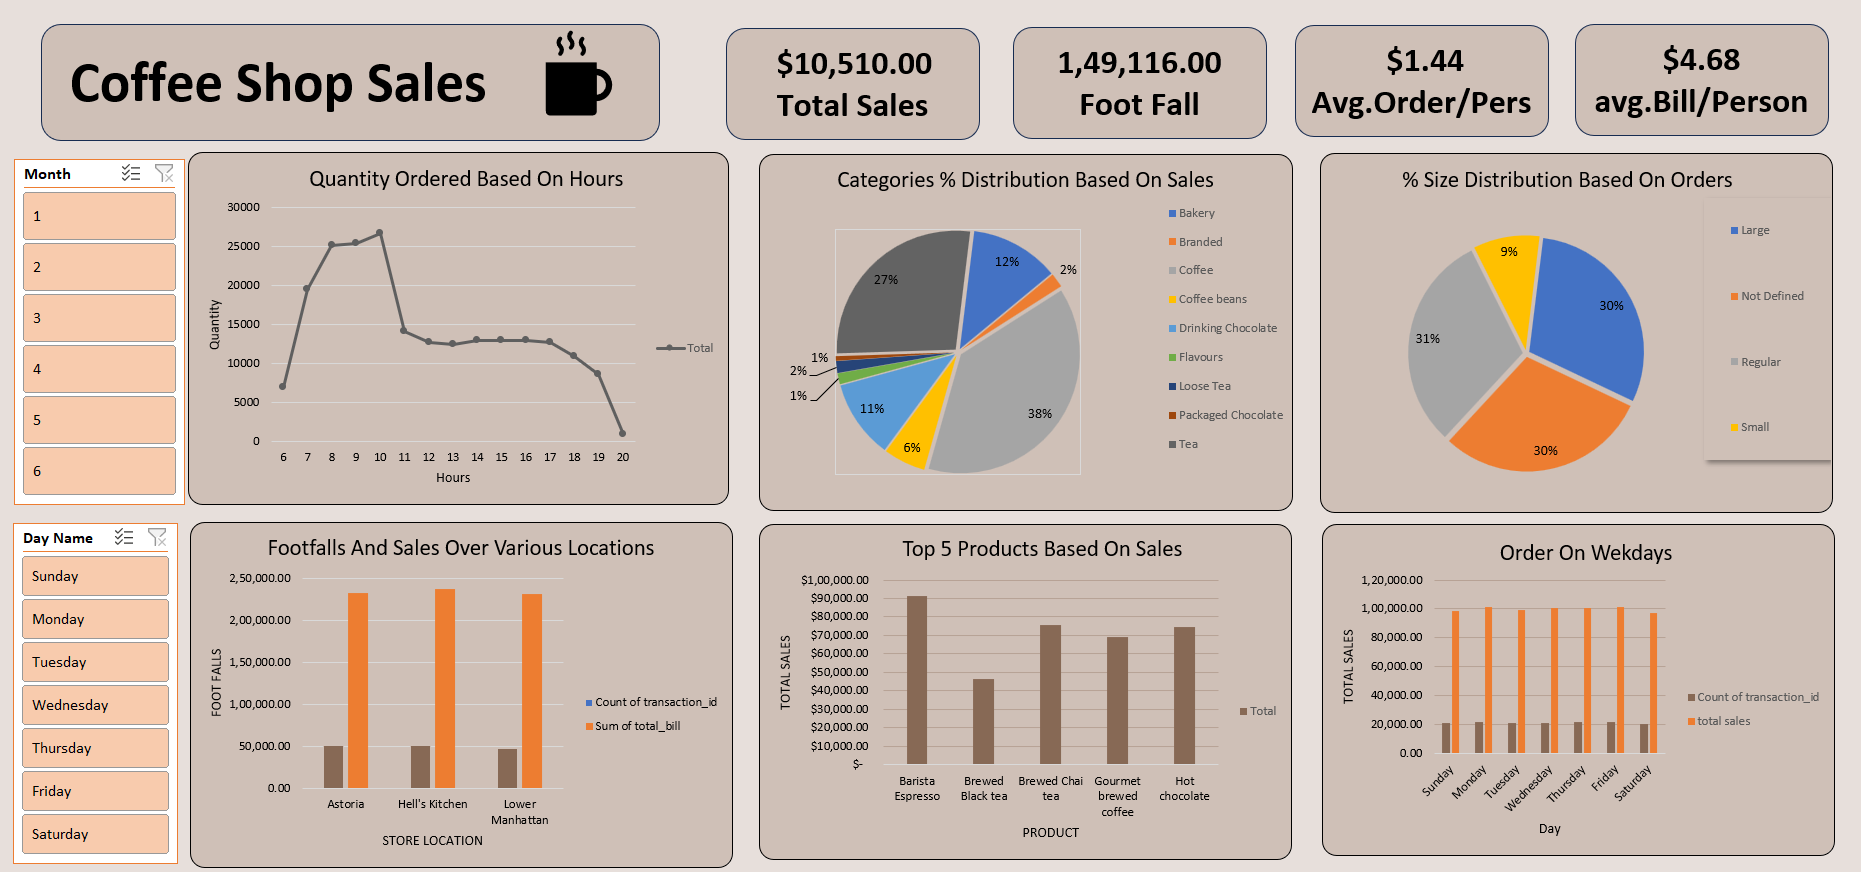 Coffee Shop Sales
$10,510.00
Total Sales
1,49,116.00
Foot Fall
$1.44
Avg.Order/Pers
$4.68
avg.Bill/Person
Month
1
2
3
4
5
6
Quantity Ordered Based On Hours
30000
25000
20000
15000
10000
5000
0
Quantity
6 7 8 9 10 11 12 13 14 15 16 17 18 19 20
Hours
Total
Categories % Distribution Based On Sales
12%
2%
38%
6%
11%
1%
2%
1%
27%
Bakery
Branded
Coffee
Coffee beans
Drinking Chocolate
Flavours
Loose Tea
Packaged Chocolate
Tea
% Size Distribution Based On Orders
30%
30%
31%
9%
Large
Not Defined
Regular
Small
Day Name
Sunday
Monday
Tuesday
Wednesday
Thursday
Friday
Saturday
Footfalls And Sales Over Various Locations
2,50,000.00
2,00,000.00
1,50,000.00
1,00,000.00
50,000.00
0.00
FOOT FALLS
Astoria
Hell's Kitchen
Lower
Manhattan
STORE LOCATION
Count of transaction_id
Sum of total_bill
Top 5 Products Based On Sales
$1,00,000.00
$90,000.00
$80,000.00
$70,000.00
$60,000.00
$50,000.00
$40,000.00
$30,000.00
$20,000.00
$10,000.00
$-
TOTAL SALES
Barista
Espresso
Brewed
Black tea
Brewed Chai
tea
Gourmet
brewed
coffee
Hot
chocolate
PRODUCT
Total
Order On Wekdays
1,20,000.00
1,00,000.00
80,000.00
60,000.00
40,000.00
20,000.00
0.00
TOTAL SALES
Sunday
Monday
Tuesday
Wednesday
Thursday
Friday
Saturday
Day
Count of transaction_id
total sales